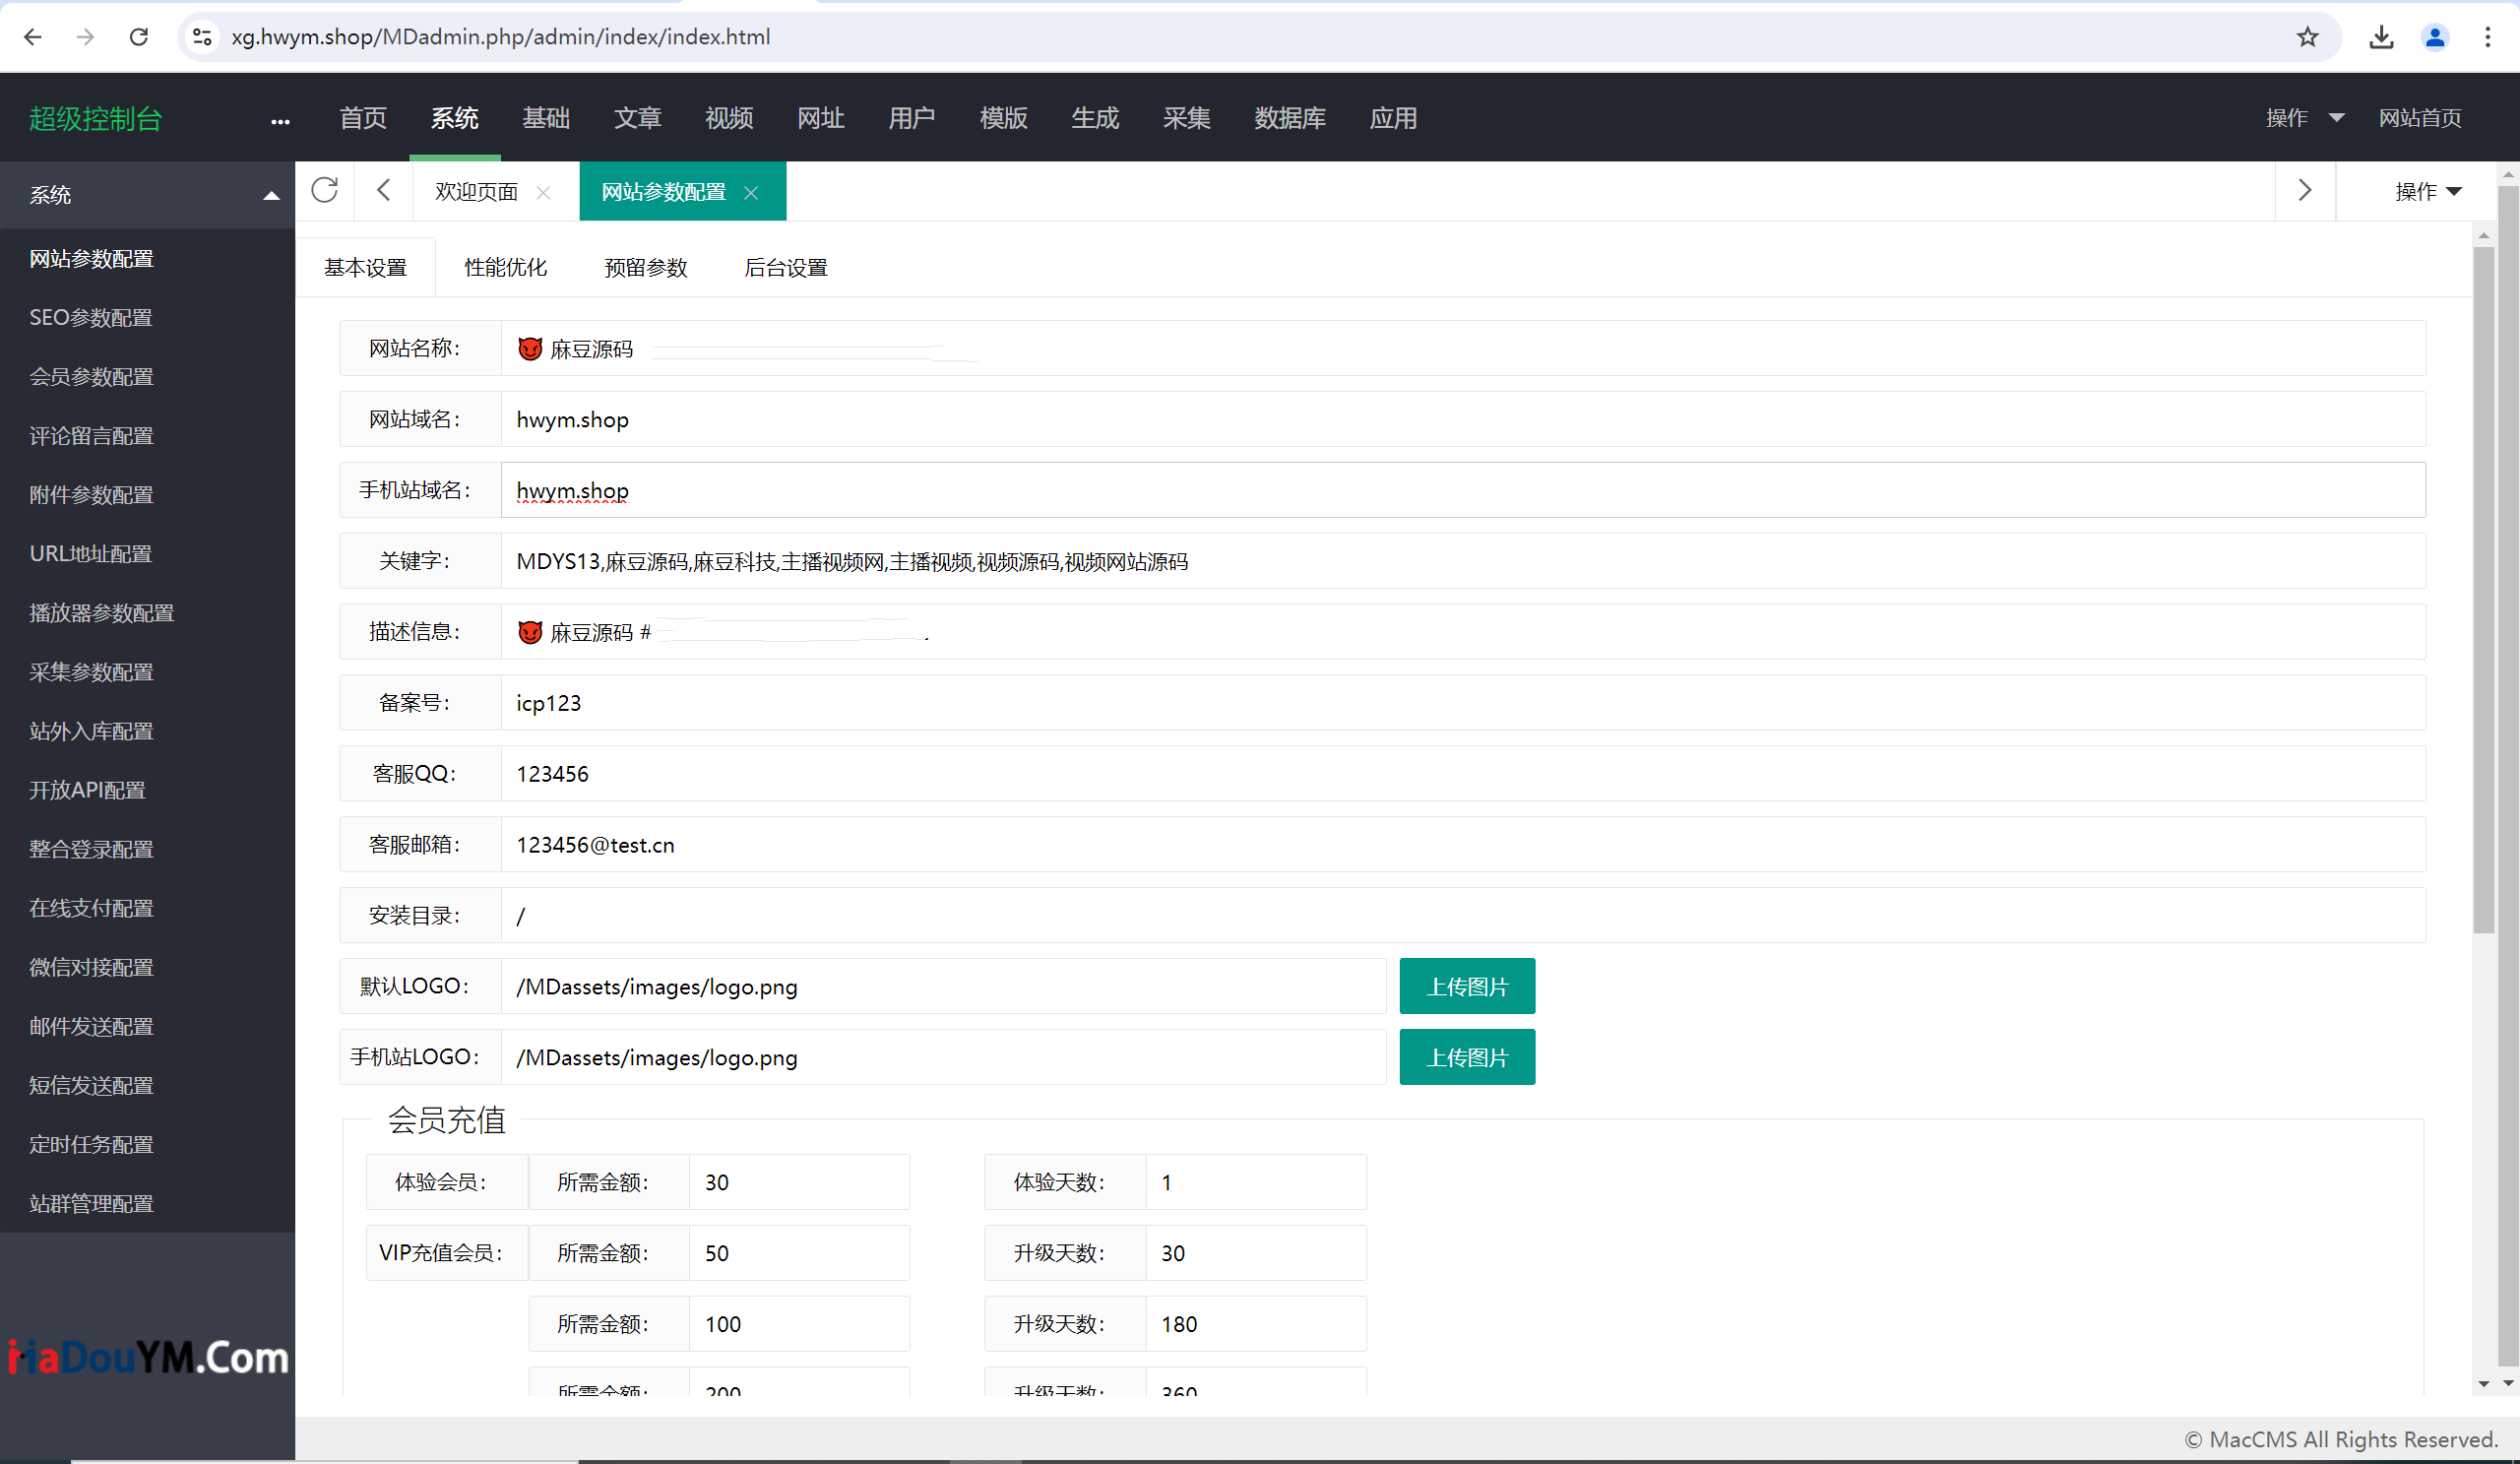 xg.hwym.shop/MDadmin.php/admin/index/index.html
超级控制台 ••• 首页 系统 基础 文章 视频 网址 用户 模版 生成 采集 数据库 应用 操作 网站首页
系统
网站参数配置
SEO参数配置
会员参数配置
评论留言配置
附件参数配置
URL地址配置
播放器参数配置
采集参数配置
站外入库配置
开放API配置
整合登录配置
在线支付配置
微信对接配置
邮件发送配置
短信发送配置
定时任务配置
站群管理配置
MaDouYM.Com
欢迎页面 网站参数配置 操作
基本设置 性能优化 预留参数 后台设置
网站名称： 😈 麻豆源码
网站域名： hwym.shop
手机站域名： hwym.shop
关键字： MDYS13,麻豆源码,麻豆科技,主播视频网,主播视频,视频源码,视频网站源码
描述信息： 😈 麻豆源码 #
备案号： icp123
客服QQ： 123456
客服邮箱： 123456@test.cn
安装目录： /
默认LOGO： /MDassets/images/logo.png 上传图片
手机站LOGO： /MDassets/images/logo.png 上传图片
会员充值
体验会员： 所需金额： 30 体验天数： 1
VIP充值会员： 所需金额： 50 升级天数： 30
所需金额： 100 升级天数： 180
所需金额： 200 升级天数： 360
© MacCMS All Rights Reserved.